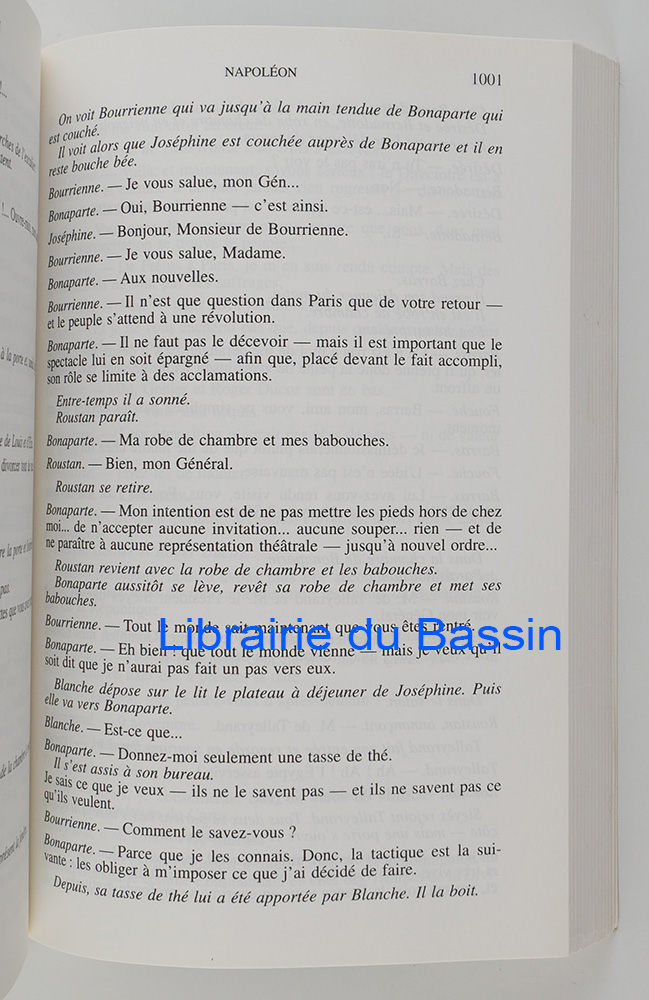 NAPOLÉON
1001
On voit Bourrienne qui va jusqu'à la main tendue de Bonaparte qui
est couché.
Il voit alors que Joséphine est couchée auprès de Bonaparte et il en
reste bouche bée.
Bourrienne. — Je vous salue, mon Gén...
Bonaparte. — Oui, Bourrienne — c'est ainsi.
Joséphine. — Bonjour, Monsieur de Bourrienne.
Bourrienne. — Je vous salue, Madame.
Bonaparte. — Aux nouvelles.
Bourrienne. — Il n'est que question dans Paris que de votre retour —
et le peuple s'attend à une révolution.
Bonaparte. — Il ne faut pas le décevoir — mais il est important que le
spectacle lui en soit épargné — afin que, placé devant le fait accompli,
son rôle se limite à des acclamations.
Entre-temps il a sonné.
Roustan paraît.
Bonaparte. — Ma robe de chambre et mes babouches.
Roustan. — Bien, mon Général.
Roustan se retire.
Bonaparte. — Mon intention est de ne pas mettre les pieds hors de chez
moi... de n'accepter aucune invitation... aucune souper... rien — et de
ne paraître à aucune représentation théâtrale — jusqu'à nouvel ordre...
Roustan revient avec la robe de chambre et les babouches.
Bonaparte aussitôt se lève, revêt sa robe de chambre et met ses
babouches.
Bourrienne. — Tout le monde sait maintenant que vous êtes rentré.
Librairie du Bassin
Bonaparte. — Eh bien ! que tout le monde vienne — mais je veux qu'il
soit dit que je n'aurai pas fait un pas vers eux.
Blanche dépose sur le lit le plateau à déjeuner de Joséphine. Puis
elle va vers Bonaparte.
Blanche. — Est-ce que...
Bonaparte. — Donnez-moi seulement une tasse de thé.
Il s'est assis à son bureau.
Je sais ce que je veux — ils ne le savent pas — et ils ne savent pas ce
qu'ils veulent.
Bourrienne. — Comment le savez-vous ?
Bonaparte. — Parce que je les connais. Donc, la tactique est la sui-
vante : les obliger à m'imposer ce que j'ai décidé de faire.
Depuis, sa tasse de thé lui a été apportée par Blanche. Il la boit.